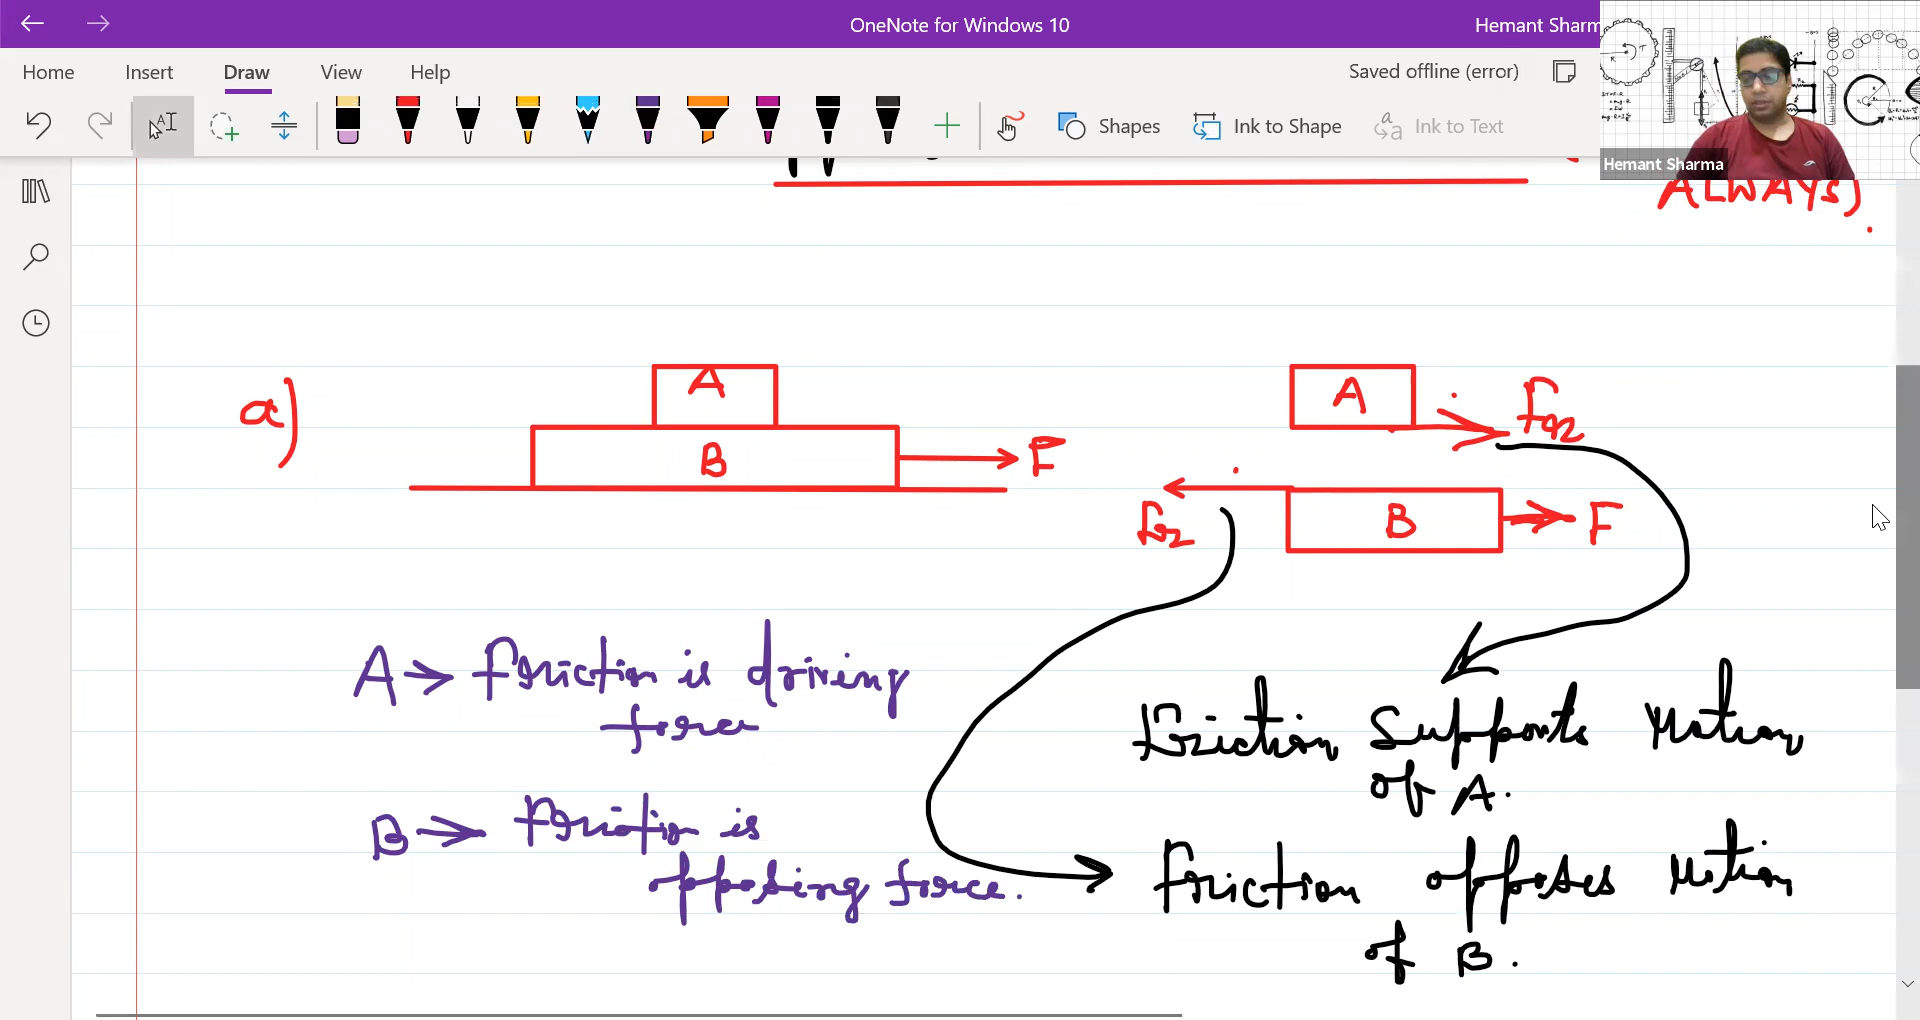 OneNote for Windows 10
Hemant Sharm
Home Insert Draw View Help
Saved offline (error)
Shapes Ink to Shape Ink to Text
Hemant Sharma
ALWAYS).
a)
A
B
F
A
fr2
fr2
B
F
A → friction is driving
force
B → friction is
opposing force.
friction supports motion
of A.
friction opposes motion
of B.